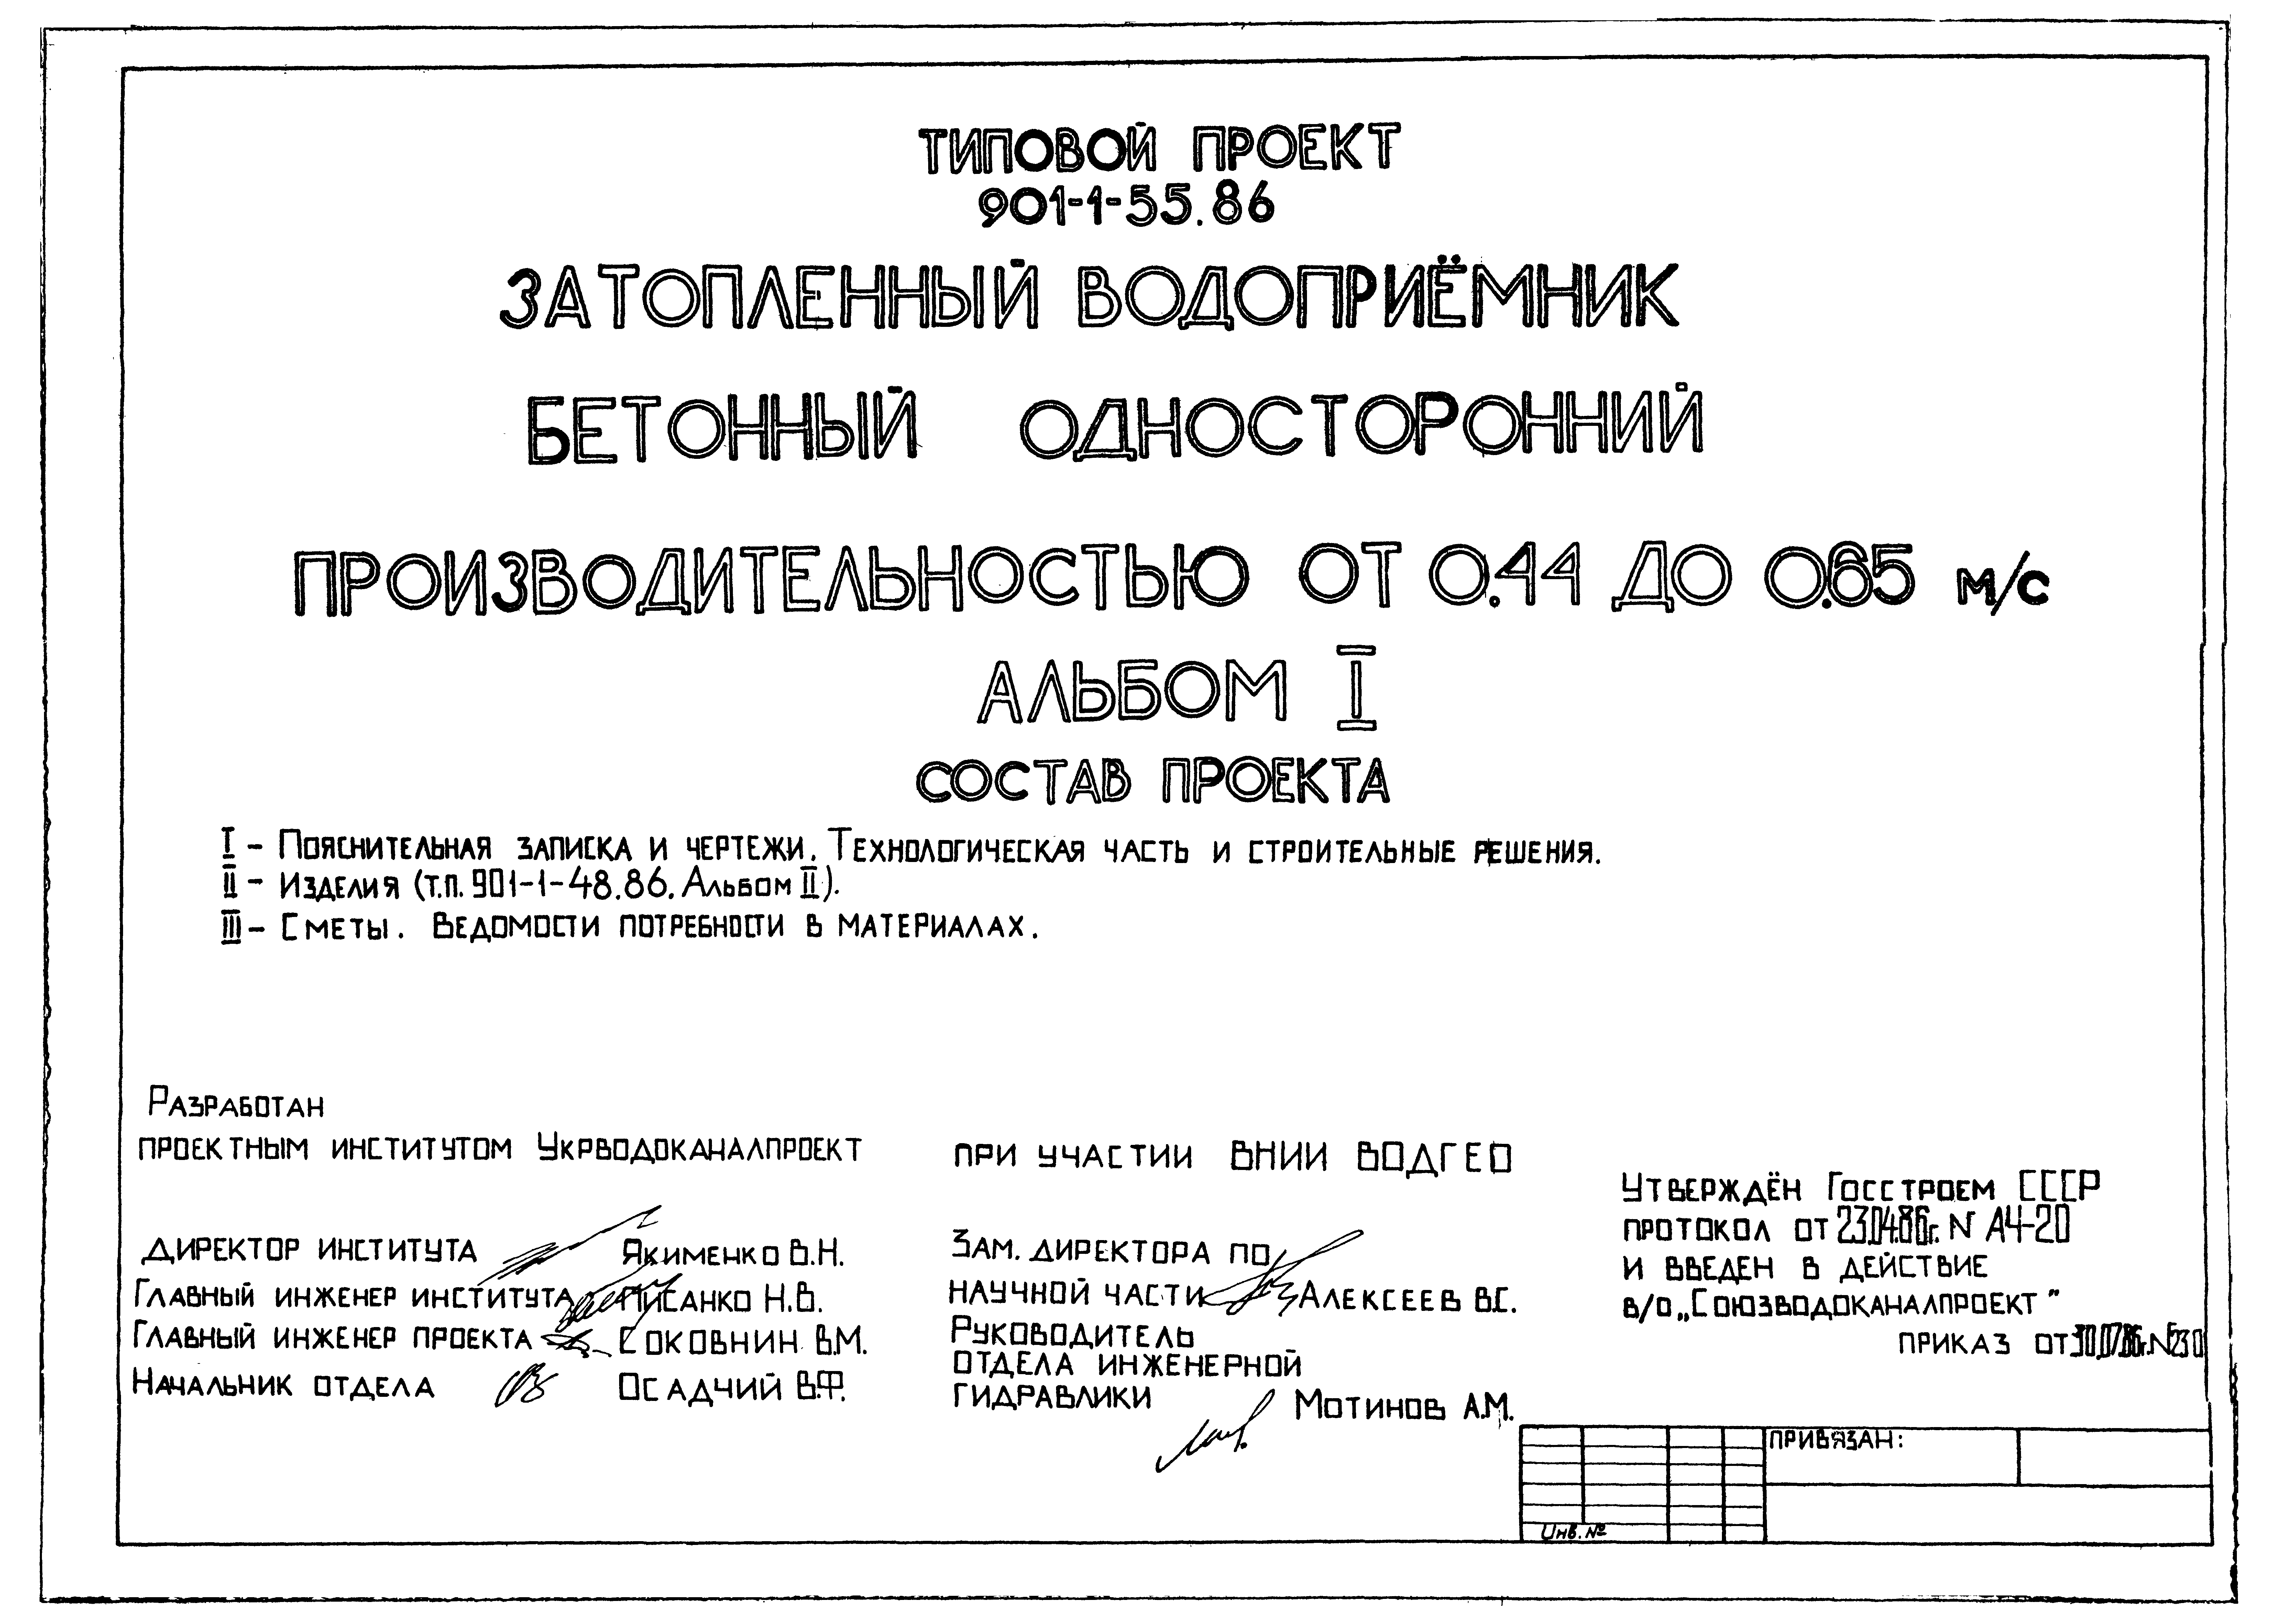 ТИПОВОЙ ПРОЕКТ
901-1-55.86
ЗАТОПЛЕННЫЙ ВОДОПРИЁМНИК
БЕТОННЫЙ ОДНОСТОРОННИЙ
ПРОИЗВОДИТЕЛЬНОСТЬЮ ОТ 0.44 ДО 0.65 м/с
АЛЬБОМ I
СОСТАВ ПРОЕКТА
I – Пояснительная записка и чертежи. Технологическая часть и строительные решения.
II – Изделия (т.п. 901-1-48.86. Альбом II).
III – Сметы. Ведомости потребности в материалах.
Разработан
проектным институтом Укрводоканалпроект
Директор института Якименко В.Н.
Главный инженер института Писанко Н.В.
Главный инженер проекта Соковнин В.М.
Начальник отдела Осадчий В.Ф.
при участии ВНИИ ВОДГЕО
Зам. директора по
научной части Алексеев В.С.
Руководитель
отдела инженерной
гидравлики Мотинов А.М.
Утверждён Госстроем СССР
протокол от 23.04.86г. N А4-20
и введен в действие
в/о „Союзводоканалпроект"
приказ от 30.07.86г. №230
Привязан:
Инв. №